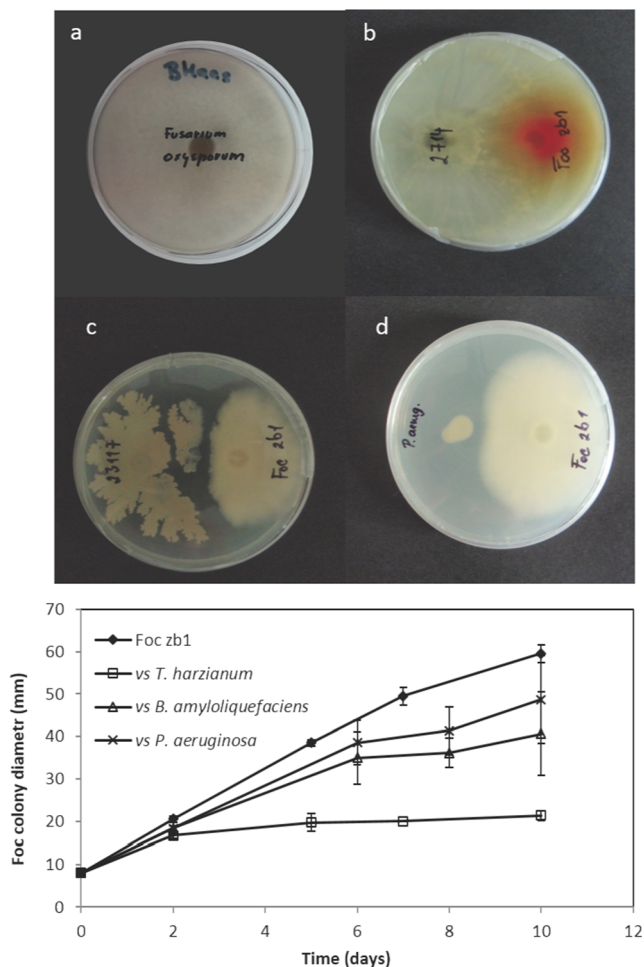 a
BHaas
Fusarium
oxysporum
b
2714
Foc zb1
c
23117
Foc zb1
d
P. aerug.
Foc zb1
70
60
50
40
30
20
10
0
Foc zb1
vs T. harzianum
vs B. amyloliquefaciens
vs P. aeruginosa
Foc colony diametr (mm)
0 2 4 6 8 10 12
Time (days)